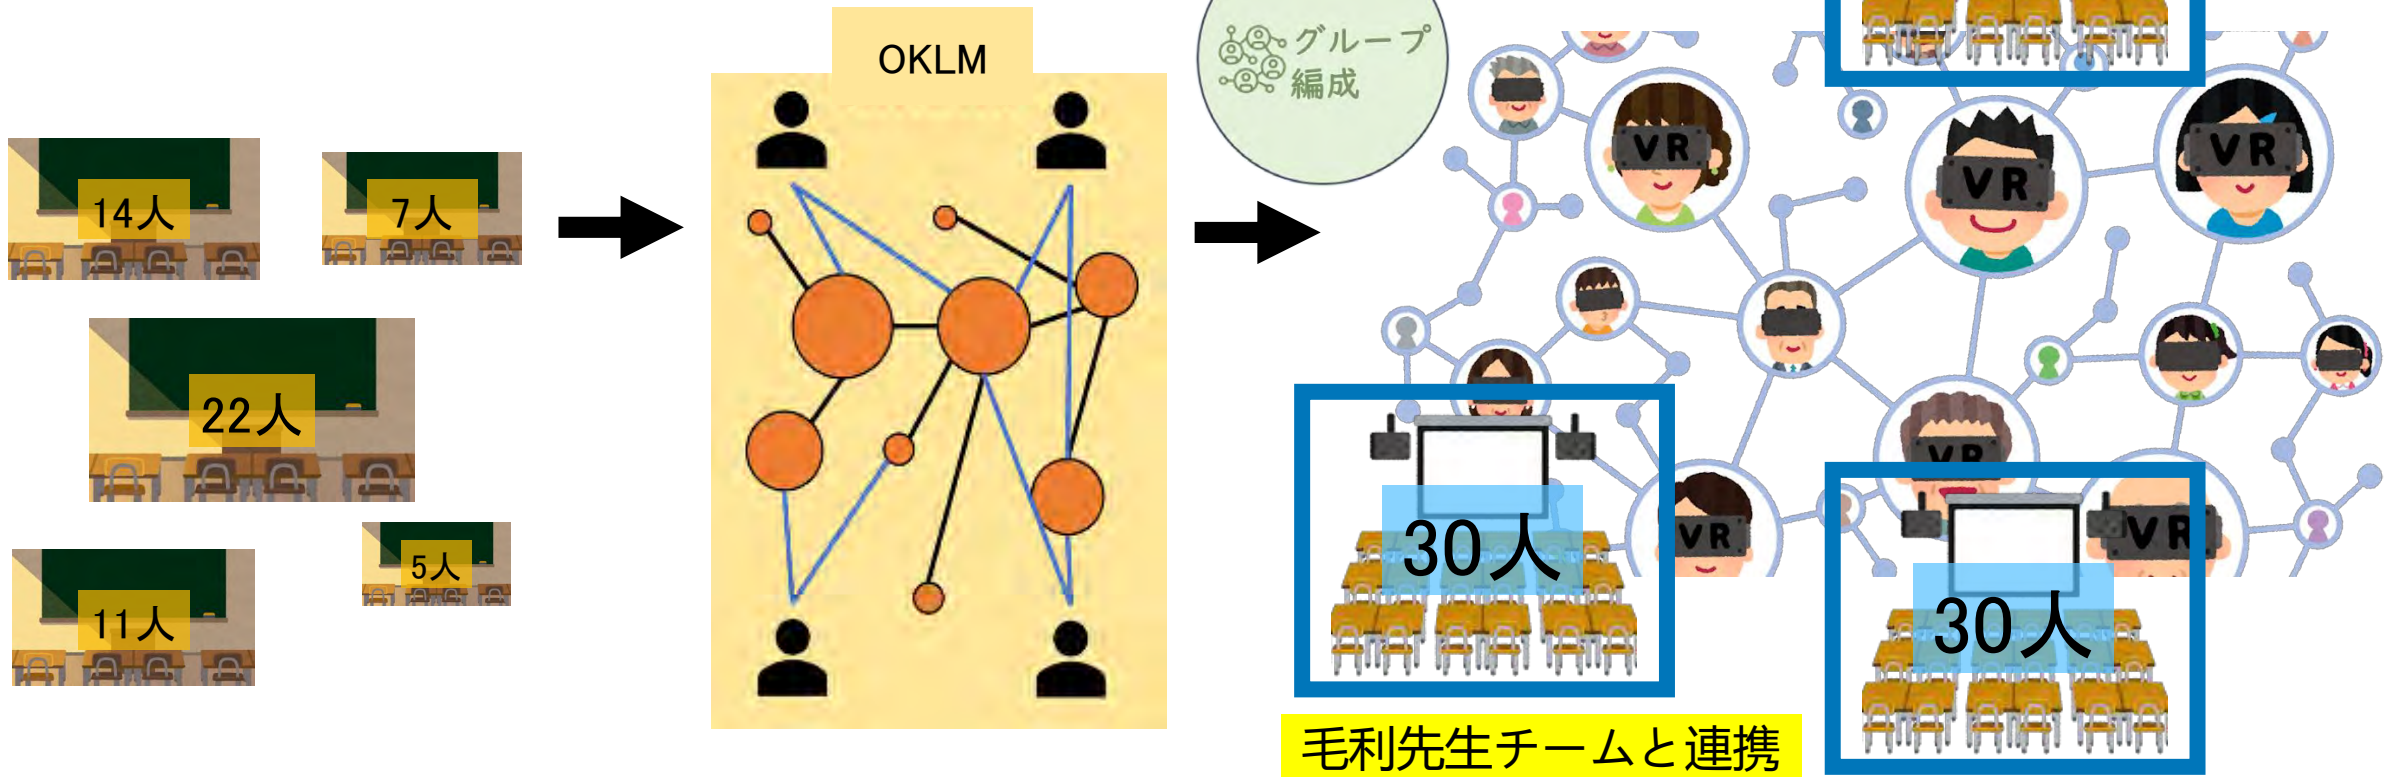 14人
7人
22人
11人
5人
OKLM
グループ
編成
VR
VR
VR
VR
VR
VR
30人
30人
毛利先生チームと連携